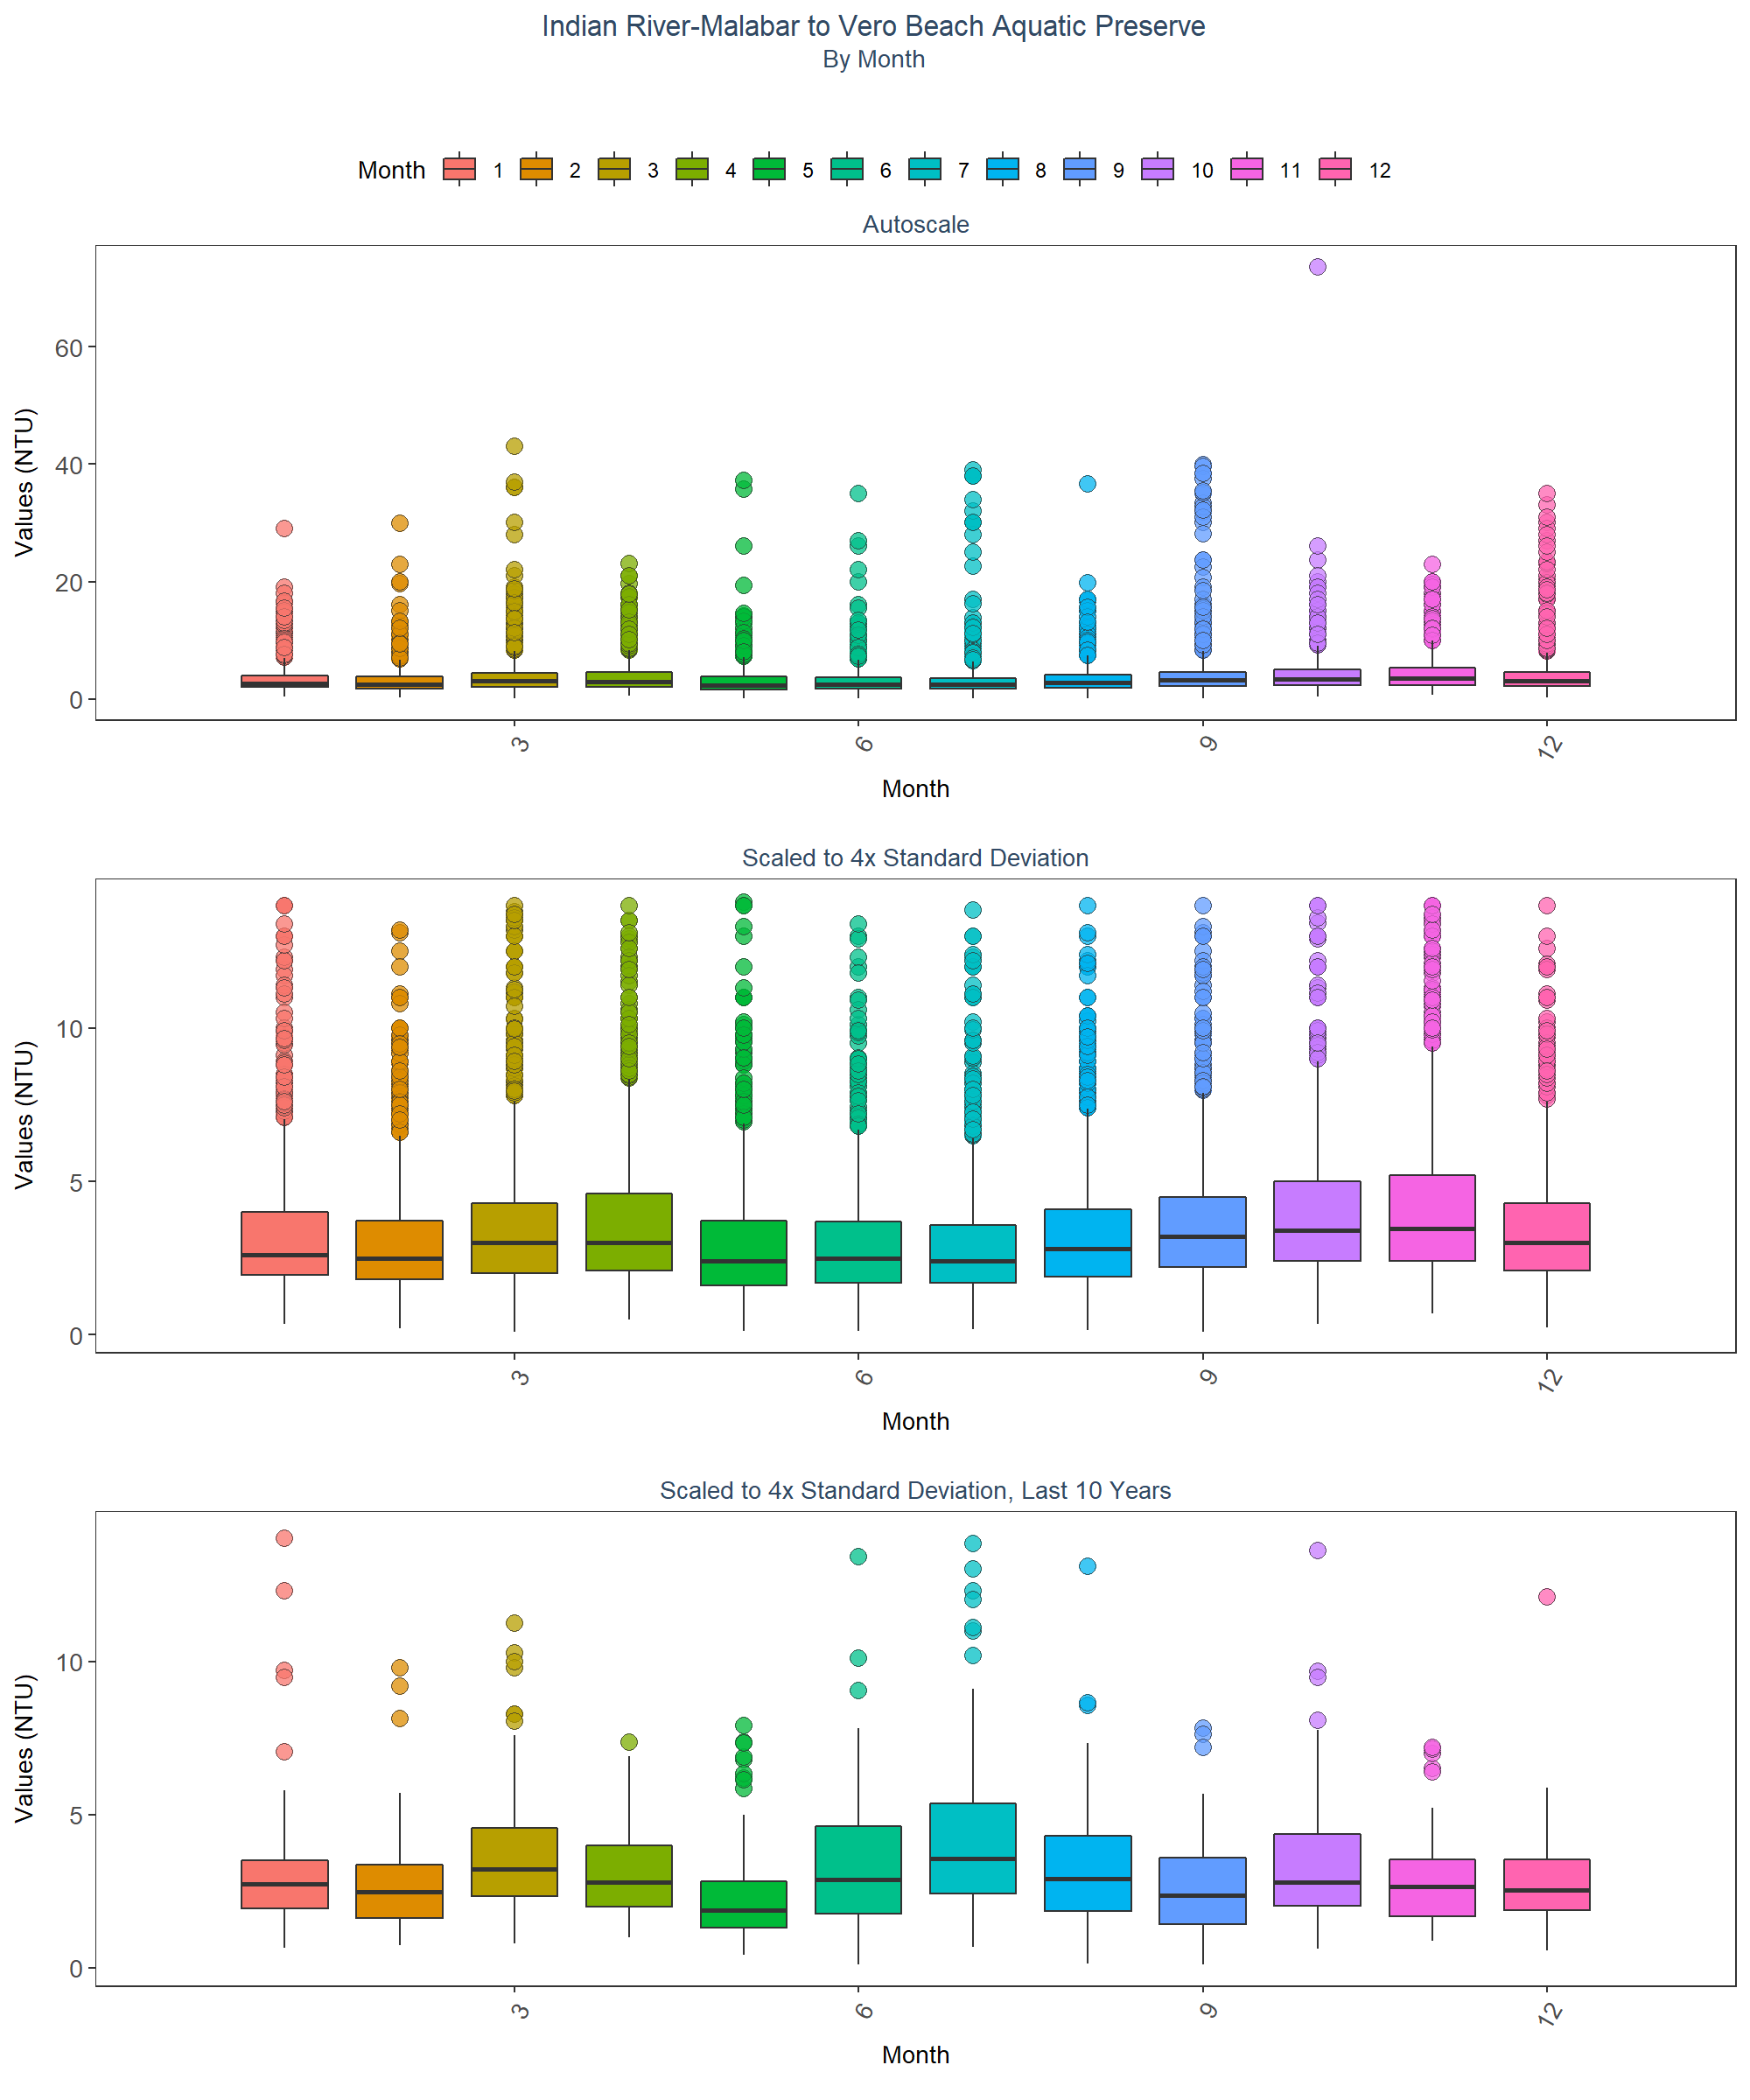 Indian River-Malabar to Vero Beach Aquatic Preserve
By Month
Month 1 2 3 4 5 6 7 8 9 10 11 12
Autoscale
Values (NTU)
60
40
20
0
3 6 9 12
Month
Scaled to 4x Standard Deviation
Values (NTU)
10
5
0
3 6 9 12
Month
Scaled to 4x Standard Deviation, Last 10 Years
Values (NTU)
10
5
0
3 6 9 12
Month